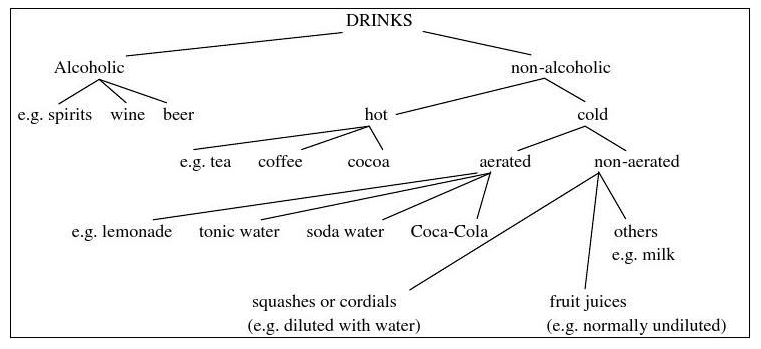 DRINKS
Alcoholic non-alcoholic
e.g. spirits wine beer hot cold
e.g. tea coffee cocoa aerated non-aerated
e.g. lemonade tonic water soda water Coca-Cola others
e.g. milk
squashes or cordials fruit juices
(e.g. diluted with water) (e.g. normally undiluted)